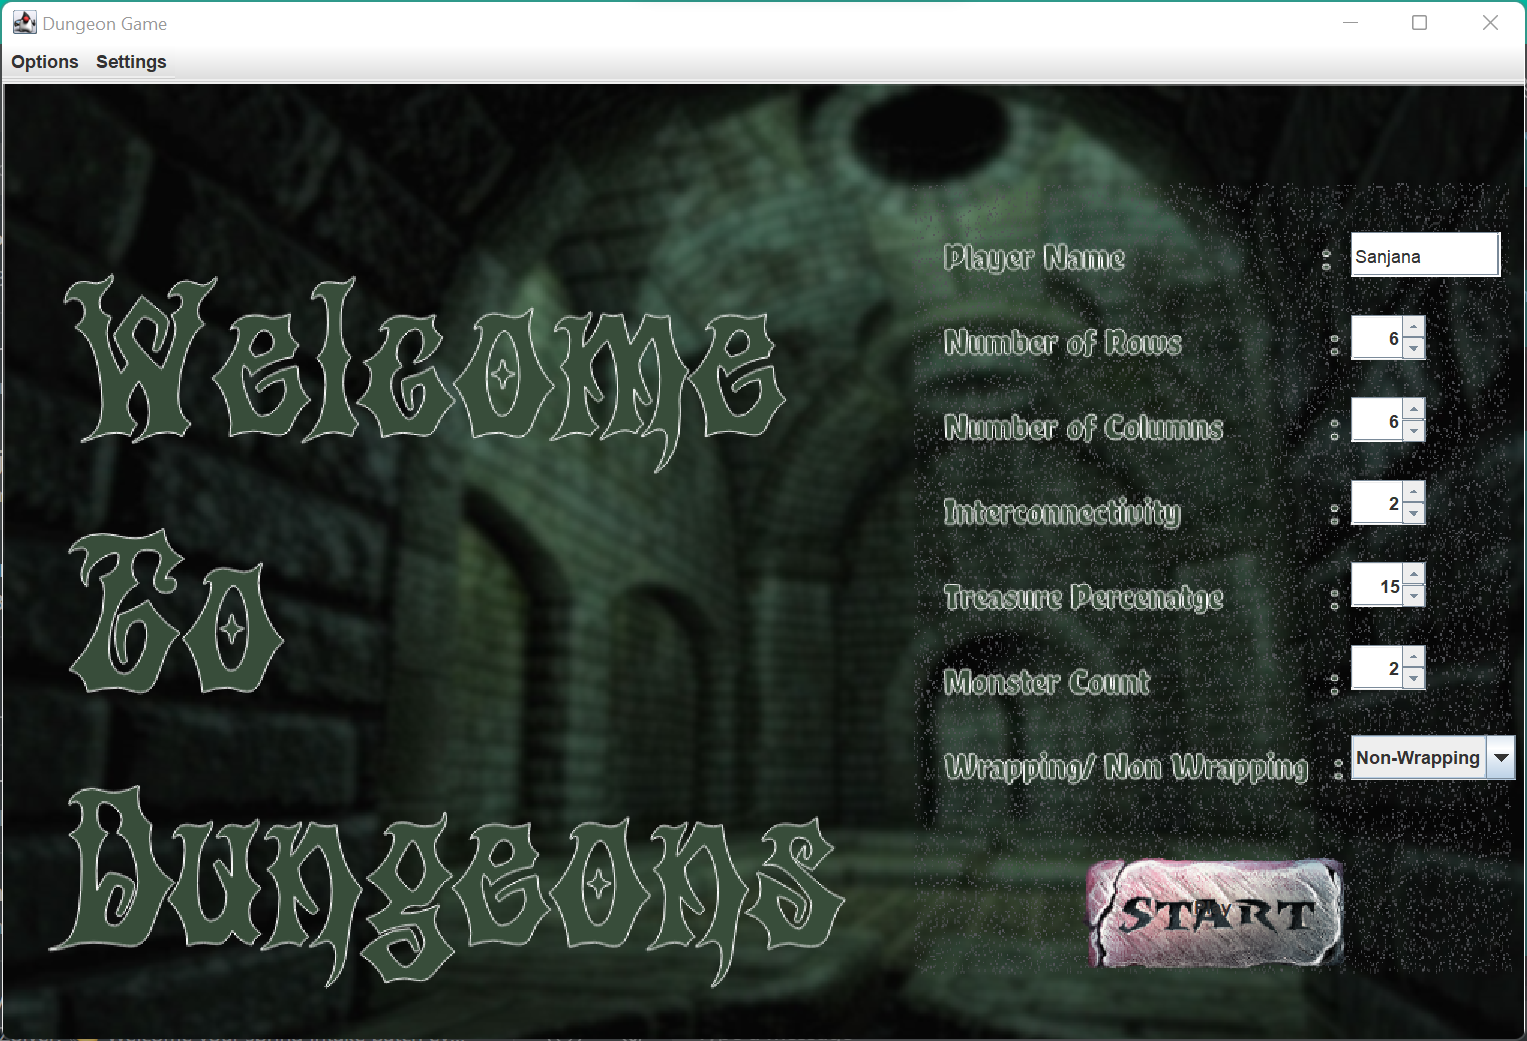 Dungeon Game
Options Settings
Welcome
To
Dungeons
Player Name : Sanjana
Number of Rows : 6
Number of Columns : 6
Interconnectivity : 2
Treasure Percenatge : 15
Monster Count : 2
Wrapping/ Non Wrapping : Non-Wrapping
START